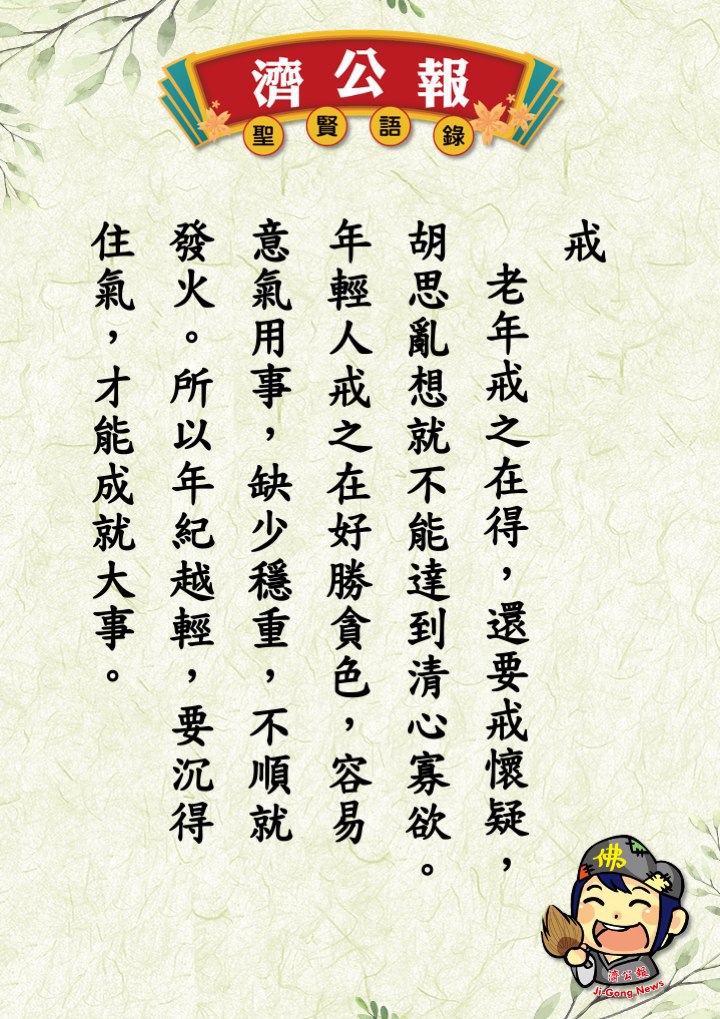 濟公報
聖賢語錄
戒
老年戒之在得，還要戒懷疑，
胡思亂想就不能達到清心寡欲。
年輕人戒之在好勝貪色，容易
意氣用事，缺少穩重，不順就
發火。所以年紀越輕，要沉得
住氣，才能成就大事。
佛
濟公報
Ji-Gong News